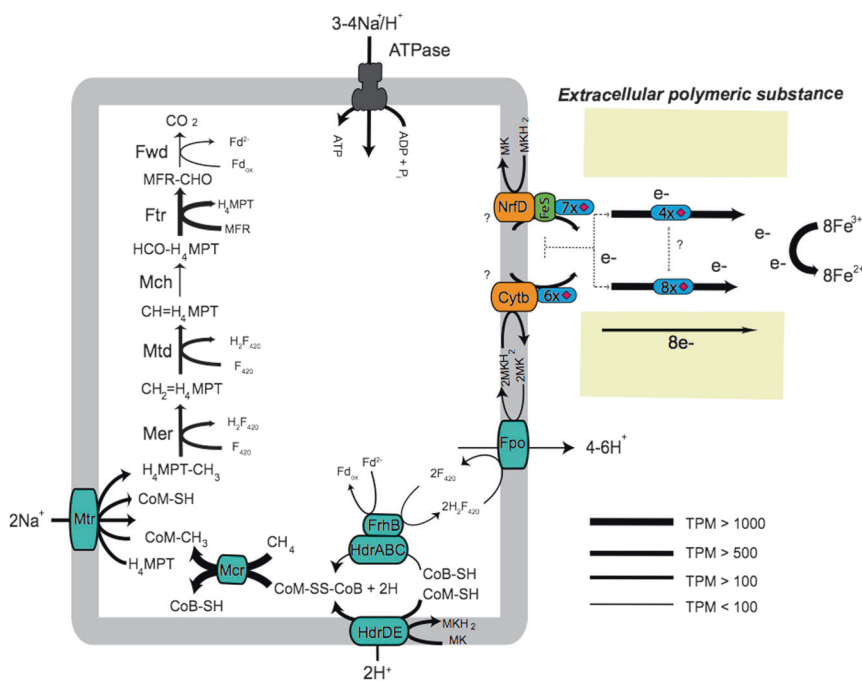 3-4Na⁺/H⁺
ATPase
ATP
ADP + Pᵢ
Extracellular polymeric substance
CO₂
Fwd
Fd²⁻
Fdₒₓ
MFR-CHO
Ftr
H₄MPT
MFR
HCO-H₄MPT
Mch
CH=H₄MPT
Mtd
H₂F₄₂₀
F₄₂₀
CH₂=H₄MPT
Mer
H₂F₄₂₀
F₄₂₀
H₄MPT-CH₃
2Na⁺
Mtr
CoM-SH
CoM-CH₃
H₄MPT
Mcr
CH₄
CoB-SH
CoM-SS-CoB + 2H
Fdₒₓ
Fd²⁻
2F₄₂₀
2H₂F₄₂₀
FrhB
HdrABC
CoB-SH
CoM-SH
HdrDE
MKH₂
MK
2H⁺
MK
MKH₂
NrfD
FeS
7x
?
?
Cytb
6x
2MKH₂
2MK
Fpo
4-6H⁺
e-
e-
4x
e-
?
e-
8x
e-
e-
8Fe³⁺
8Fe²⁺
8e-
TPM > 1000
TPM > 500
TPM > 100
TPM < 100